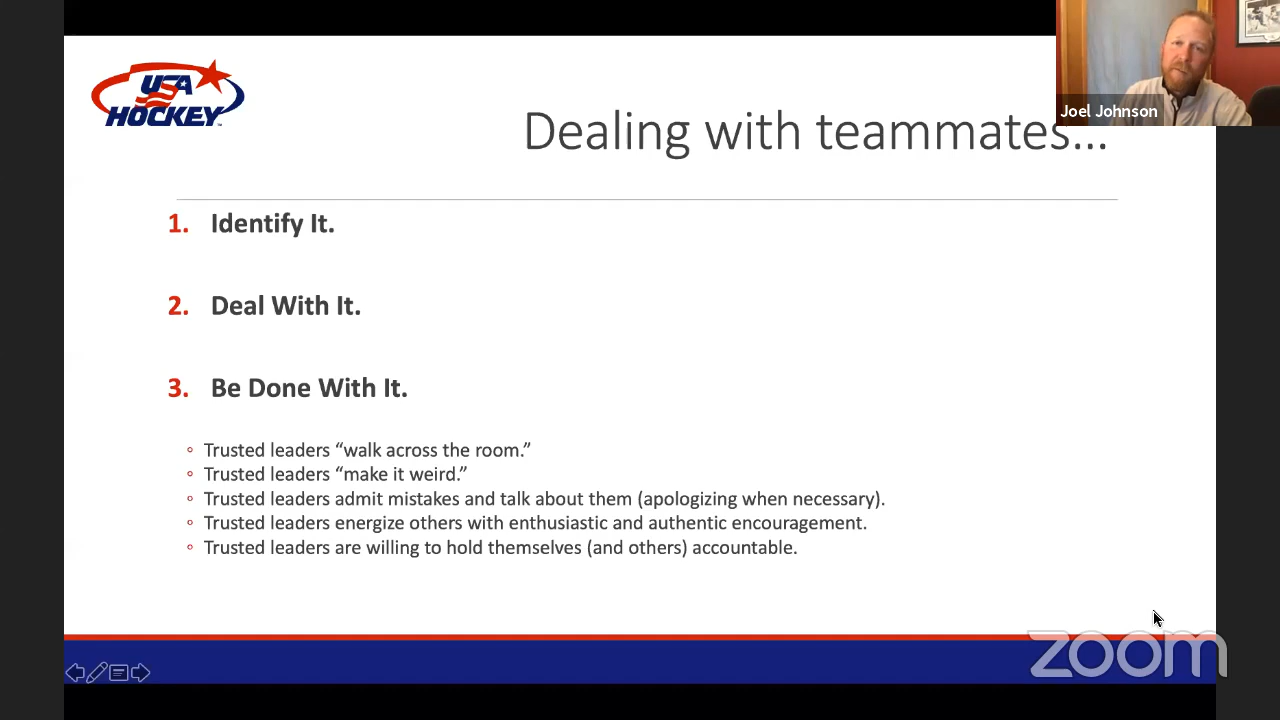 USA
HOCKEY
Joel Johnson
Dealing with teammates...
1. Identify It.
2. Deal With It.
3. Be Done With It.
Trusted leaders “walk across the room.”
Trusted leaders “make it weird.”
Trusted leaders admit mistakes and talk about them (apologizing when necessary).
Trusted leaders energize others with enthusiastic and authentic encouragement.
Trusted leaders are willing to hold themselves (and others) accountable.
zoom